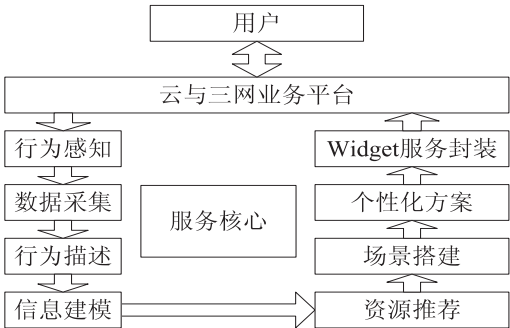 用户
云与三网业务平台
行为感知
Widget服务封装
数据采集
个性化方案
服务核心
行为描述
场景搭建
信息建模
资源推荐